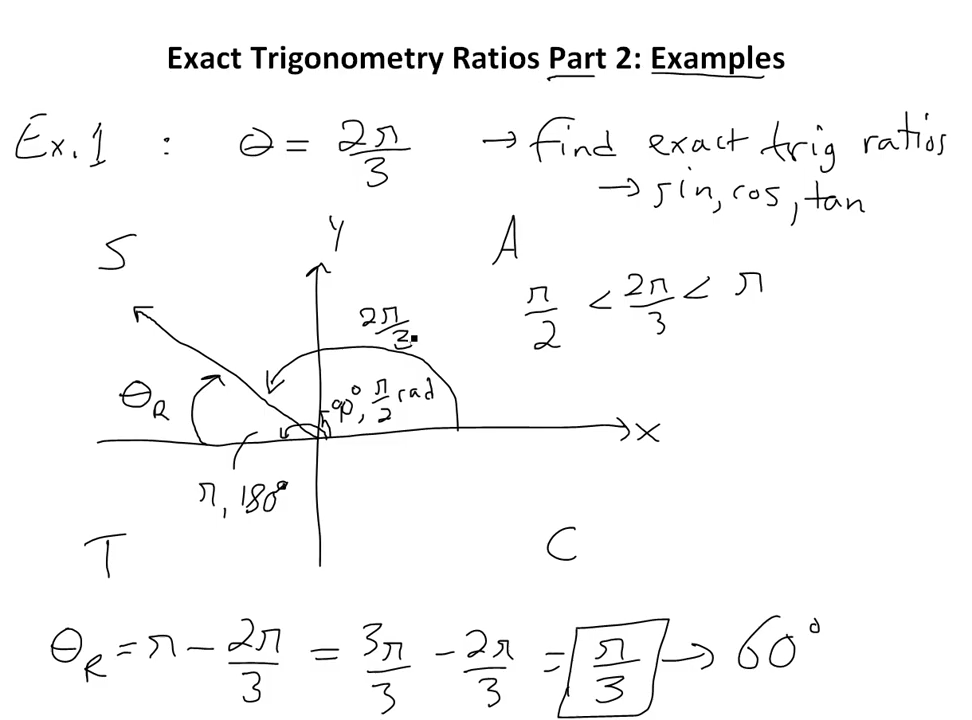 Exact Trigonometry Ratios Part 2: Examples
Ex. 1 : θ = 2π/3 → find exact trig ratios
→ sin, cos, tan
S
Y
A
π/2 < 2π/3 < π
2π/3
θR
90°, π/2 rad
X
π, 180°
T
C
θR = π - 2π/3 = 3π/3 - 2π/3 = π/3 → 60°